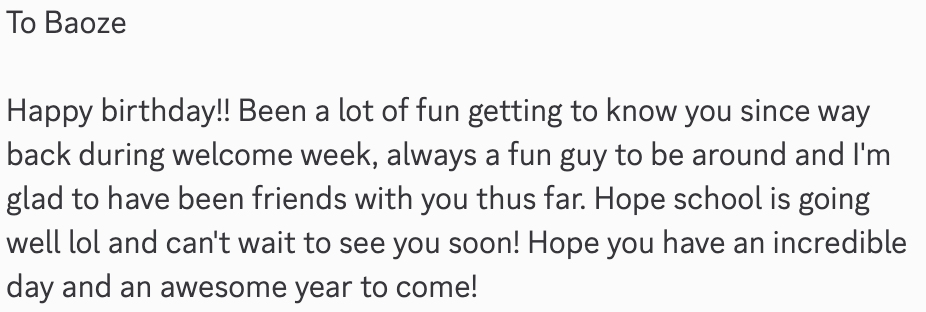 To Baoze
Happy birthday!! Been a lot of fun getting to know you since way
back during welcome week, always a fun guy to be around and I'm
glad to have been friends with you thus far. Hope school is going
well lol and can't wait to see you soon! Hope you have an incredible
day and an awesome year to come!